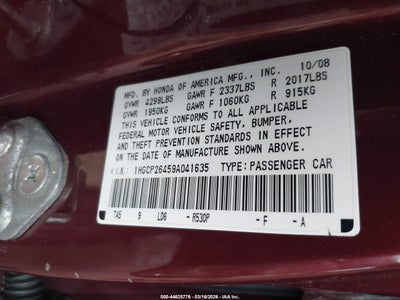 MFD. BY HONDA OF AMERICA MFG., INC. 10/08
GVWR 4299LBS GAWR F 2337LBS R 2017LBS
GVWR 1950KG GAWR F 1060KG R 915KG
THIS VEHICLE CONFORMS TO ALL APPLICABLE
FEDERAL MOTOR VEHICLE SAFETY, BUMPER,
AND THEFT PREVENTION STANDARDS IN EFFECT
ON THE DATE OF MANUFACTURE SHOWN ABOVE.
V.I.N.: 1HGCP26459A041635 TYPE: PASSENGER CAR
TA5 9 LD6 - R530P - F - A
000-44625776 - 03/16/2026 - IAA Inc.